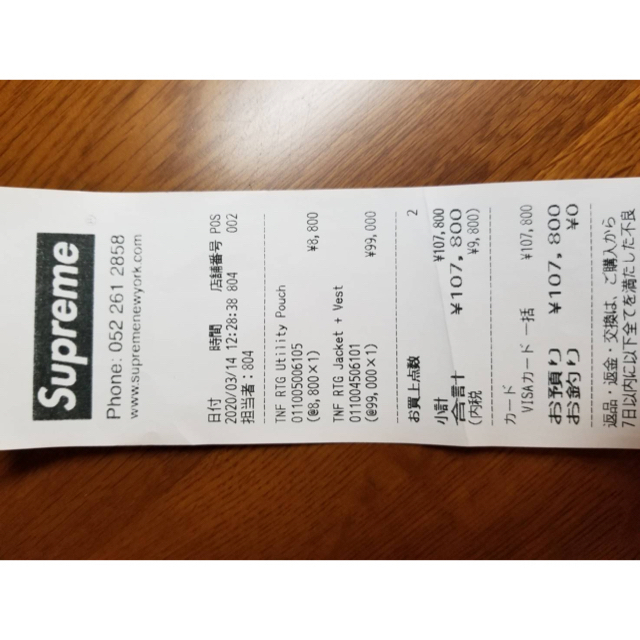 Supreme
Phone: 052 261 2858
www.supremenewyork.com
日付 時間 店舗番号 POS
2020/03/14 12:28:38 804 002
担当者:804
TNF RTG Utility Pouch
011005006105 ¥8,800
(@8,800×1)
TNF RTG Jacket + Vest
011004506101 ¥99,000
(@99,000×1)
お買上点数 2
小計 ¥107,800
合計 ¥107,800
(内税 ¥9,800)
カード
VISAカード 一括 ¥107,800
お預り ¥107,800
お釣り ¥0
返品・返金・交換は、ご購入から
7日以内に以下全てを満たした不良